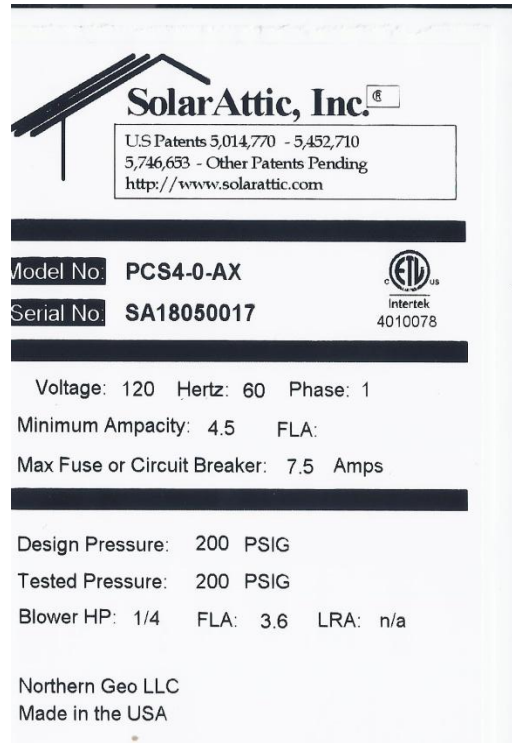 SolarAttic, Inc.®
U.S Patents 5,014,770 - 5,452,710
5,746,653 - Other Patents Pending
http://www.solarattic.com
Model No: PCS4-0-AX
Serial No: SA18050017
C ETL US
Intertek
4010078
Voltage: 120 Hertz: 60 Phase: 1
Minimum Ampacity: 4.5 FLA:
Max Fuse or Circuit Breaker: 7.5 Amps
Design Pressure: 200 PSIG
Tested Pressure: 200 PSIG
Blower HP: 1/4 FLA: 3.6 LRA: n/a
Northern Geo LLC
Made in the USA